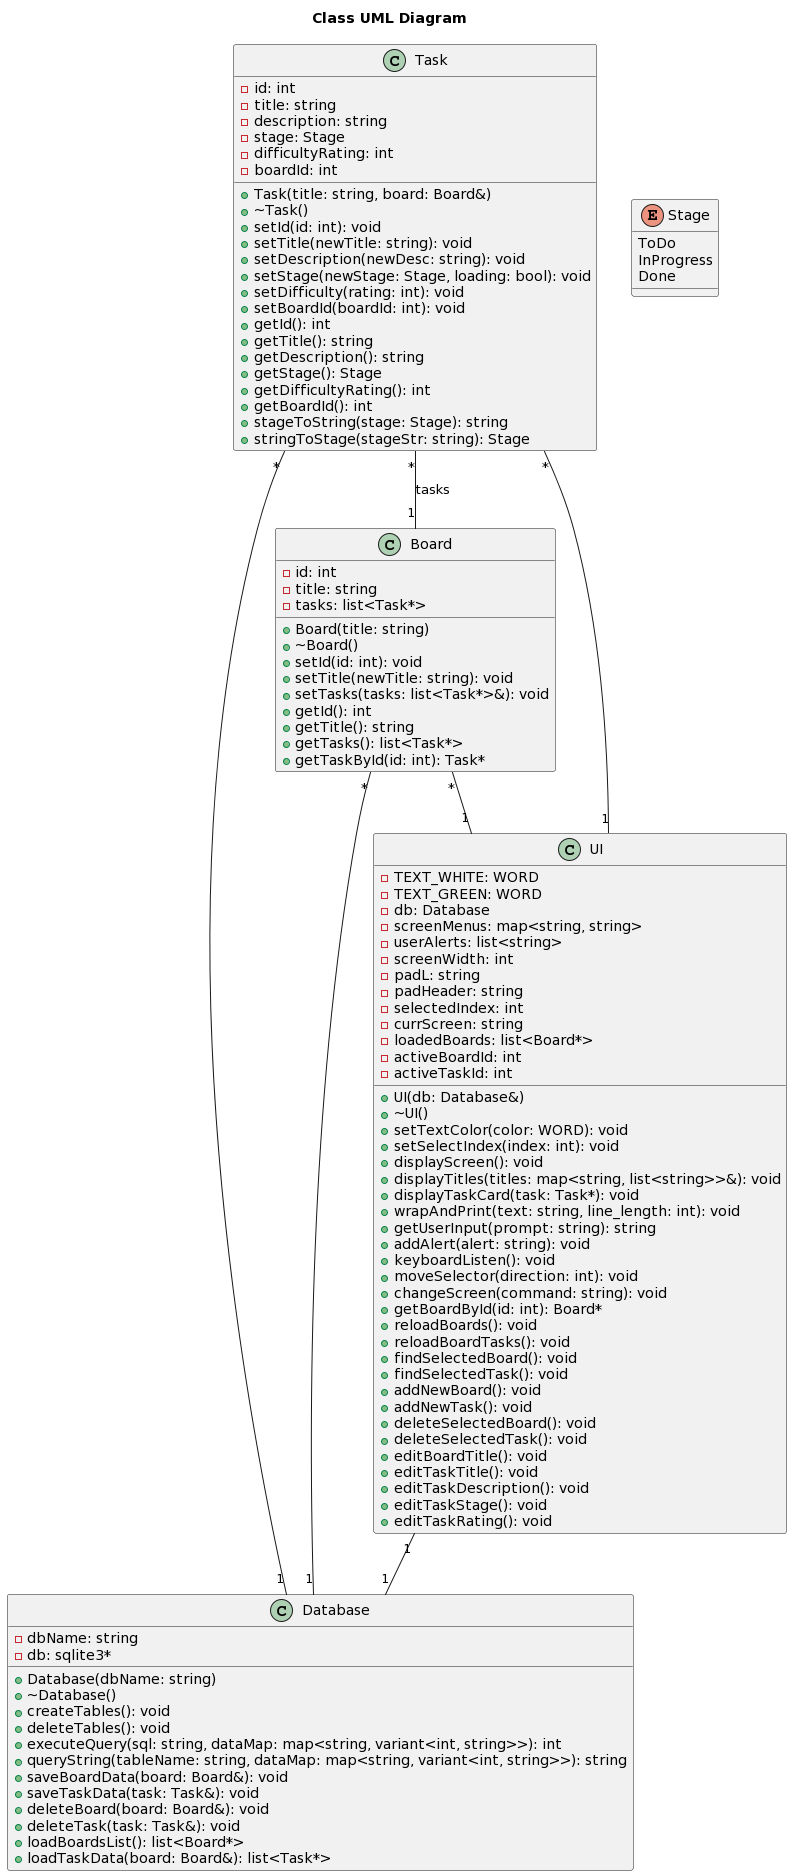 Class UML Diagram
C Task
id: int
title: string
description: string
stage: Stage
difficultyRating: int
boardId: int
Task(title: string, board: Board&)
~Task()
setId(id: int): void
setTitle(newTitle: string): void
setDescription(newDesc: string): void
setStage(newStage: Stage, loading: bool): void
setDifficulty(rating: int): void
setBoardId(boardId: int): void
getId(): int
getTitle(): string
getDescription(): string
getStage(): Stage
getDifficultyRating(): int
getBoardId(): int
stageToString(stage: Stage): string
stringToStage(stageStr: string): Stage
E Stage
ToDo
InProgress
Done
* * *
tasks
1
C Board
id: int
title: string
tasks: list<Task*>
Board(title: string)
~Board()
setId(id: int): void
setTitle(newTitle: string): void
setTasks(tasks: list<Task*>&): void
getId(): int
getTitle(): string
getTasks(): list<Task*>
getTaskById(id: int): Task*
* *
1 1
C UI
TEXT_WHITE: WORD
TEXT_GREEN: WORD
db: Database
screenMenus: map<string, string>
userAlerts: list<string>
screenWidth: int
padL: string
padHeader: string
selectedIndex: int
currScreen: string
loadedBoards: list<Board*>
activeBoardId: int
activeTaskId: int
UI(db: Database&)
~UI()
setTextColor(color: WORD): void
setSelectIndex(index: int): void
displayScreen(): void
displayTitles(titles: map<string, list<string>>&): void
displayTaskCard(task: Task*): void
wrapAndPrint(text: string, line_length: int): void
getUserInput(prompt: string): string
addAlert(alert: string): void
keyboardListen(): void
moveSelector(direction: int): void
changeScreen(command: string): void
getBoardById(id: int): Board*
reloadBoards(): void
reloadBoardTasks(): void
findSelectedBoard(): void
findSelectedTask(): void
addNewBoard(): void
addNewTask(): void
deleteSelectedBoard(): void
deleteSelectedTask(): void
editBoardTitle(): void
editTaskTitle(): void
editTaskDescription(): void
editTaskStage(): void
editTaskRating(): void
1
1 1 1
C Database
dbName: string
db: sqlite3*
Database(dbName: string)
~Database()
createTables(): void
deleteTables(): void
executeQuery(sql: string, dataMap: map<string, variant<int, string>>): int
queryString(tableName: string, dataMap: map<string, variant<int, string>>): string
saveBoardData(board: Board&): void
saveTaskData(task: Task&): void
deleteBoard(board: Board&): void
deleteTask(task: Task&): void
loadBoardsList(): list<Board*>
loadTaskData(board: Board&): list<Task*>